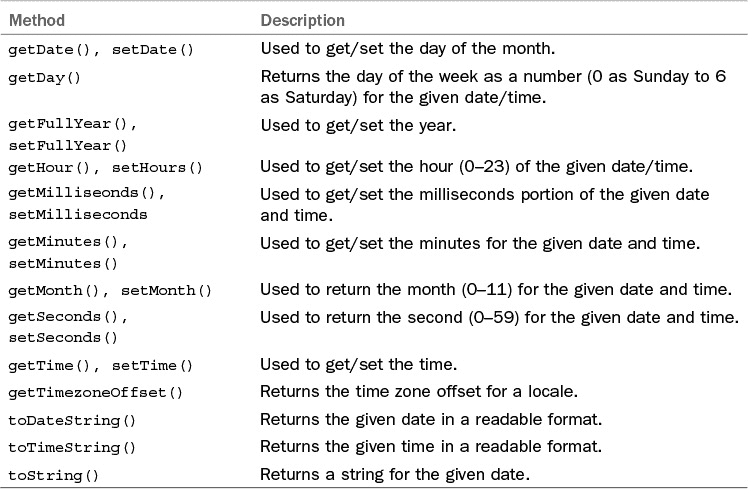 Method Description
getDate(), setDate() Used to get/set the day of the month.
getDay() Returns the day of the week as a number (0 as Sunday to 6
as Saturday) for the given date/time.
getFullYear(), Used to get/set the year.
setFullYear()
getHour(), setHours() Used to get/set the hour (0–23) of the given date/time.
getMilliseonds(), Used to get/set the milliseconds portion of the given date
setMilliseconds and time.
getMinutes(), Used to get/set the minutes for the given date and time.
setMinutes()
getMonth(), setMonth() Used to return the month (0–11) for the given date and time.
getSeconds(), Used to return the second (0–59) for the given date and time.
setSeconds()
getTime(), setTime() Used to get/set the time.
getTimezoneOffset() Returns the time zone offset for a locale.
toDateString() Returns the given date in a readable format.
toTimeString() Returns the given time in a readable format.
toString() Returns a string for the given date.